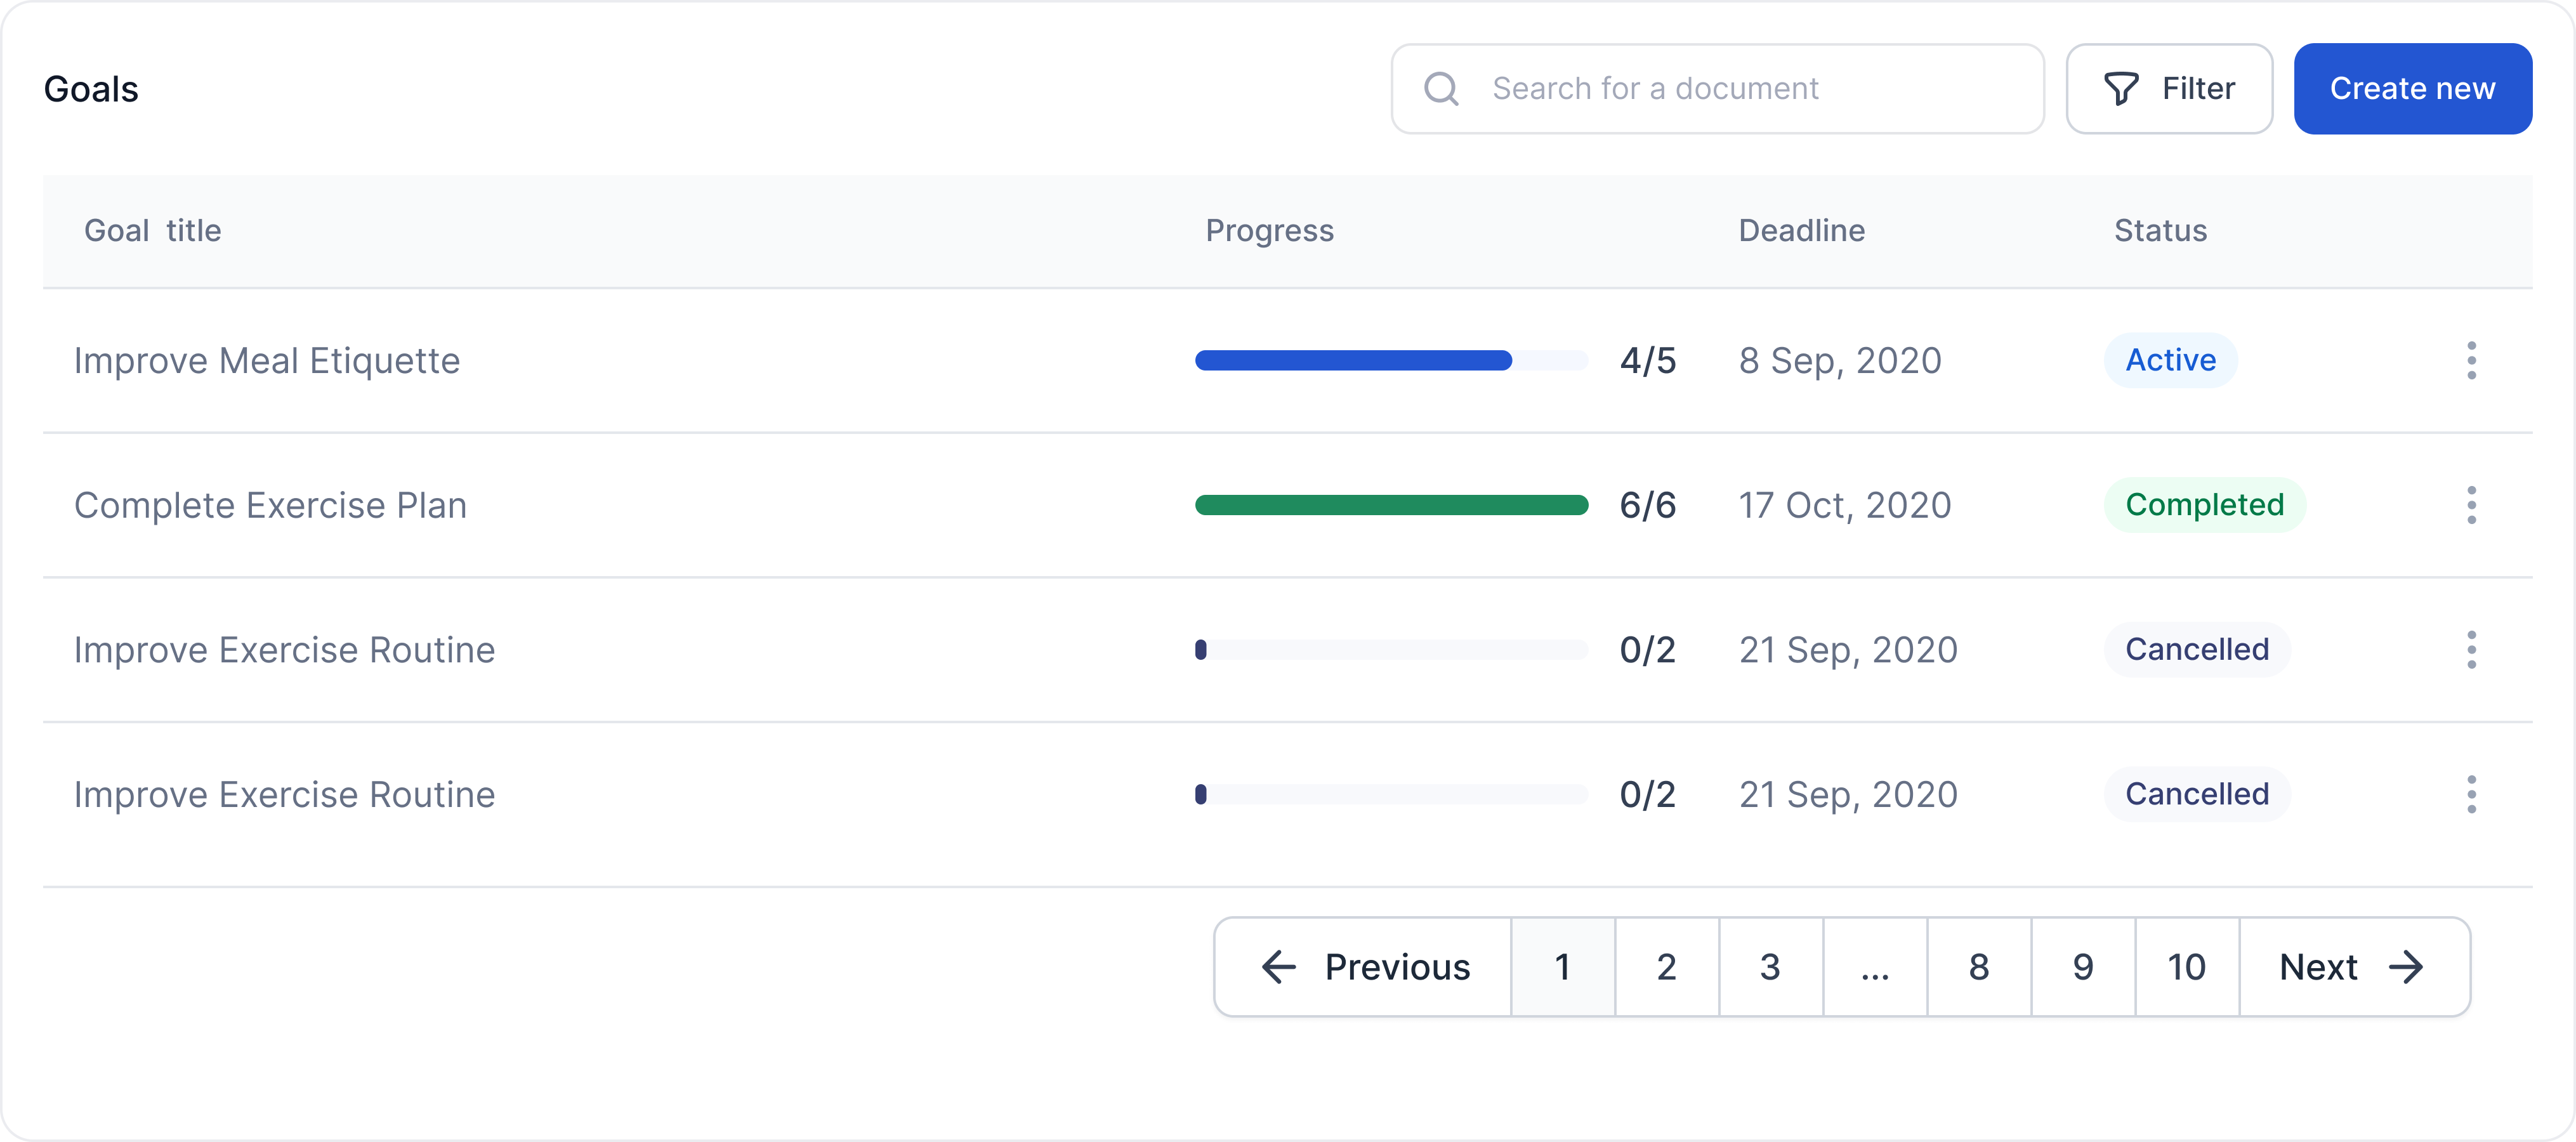 Goals Search for a document Filter Create new
Goal title Progress Deadline Status
Improve Meal Etiquette 4/5 8 Sep, 2020 Active
Complete Exercise Plan 6/6 17 Oct, 2020 Completed
Improve Exercise Routine 0/2 21 Sep, 2020 Cancelled
Improve Exercise Routine 0/2 21 Sep, 2020 Cancelled
Previous 1 2 3 ... 8 9 10 Next